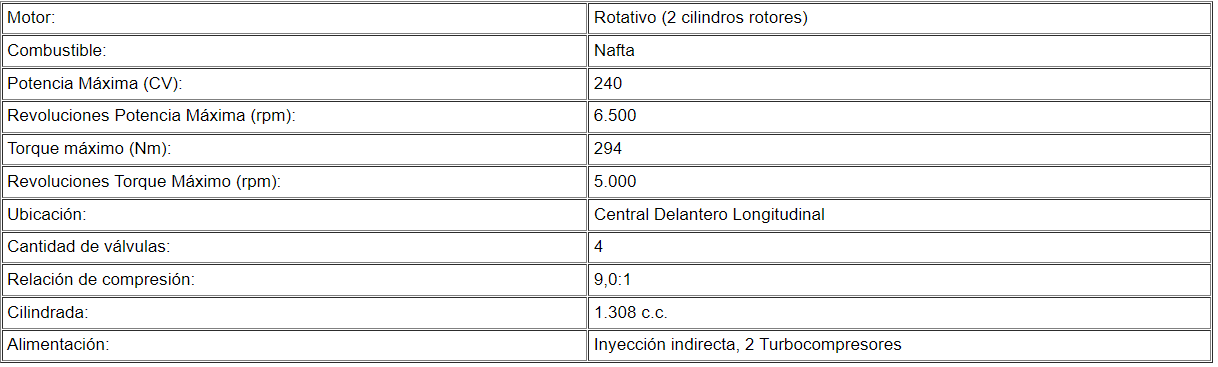 Motor: Rotativo (2 cilindros rotores)
Combustible: Nafta
Potencia Máxima (CV): 240
Revoluciones Potencia Máxima (rpm): 6.500
Torque máximo (Nm): 294
Revoluciones Torque Máximo (rpm): 5.000
Ubicación: Central Delantero Longitudinal
Cantidad de válvulas: 4
Relación de compresión: 9,0:1
Cilindrada: 1.308 c.c.
Alimentación: Inyección indirecta, 2 Turbocompresores